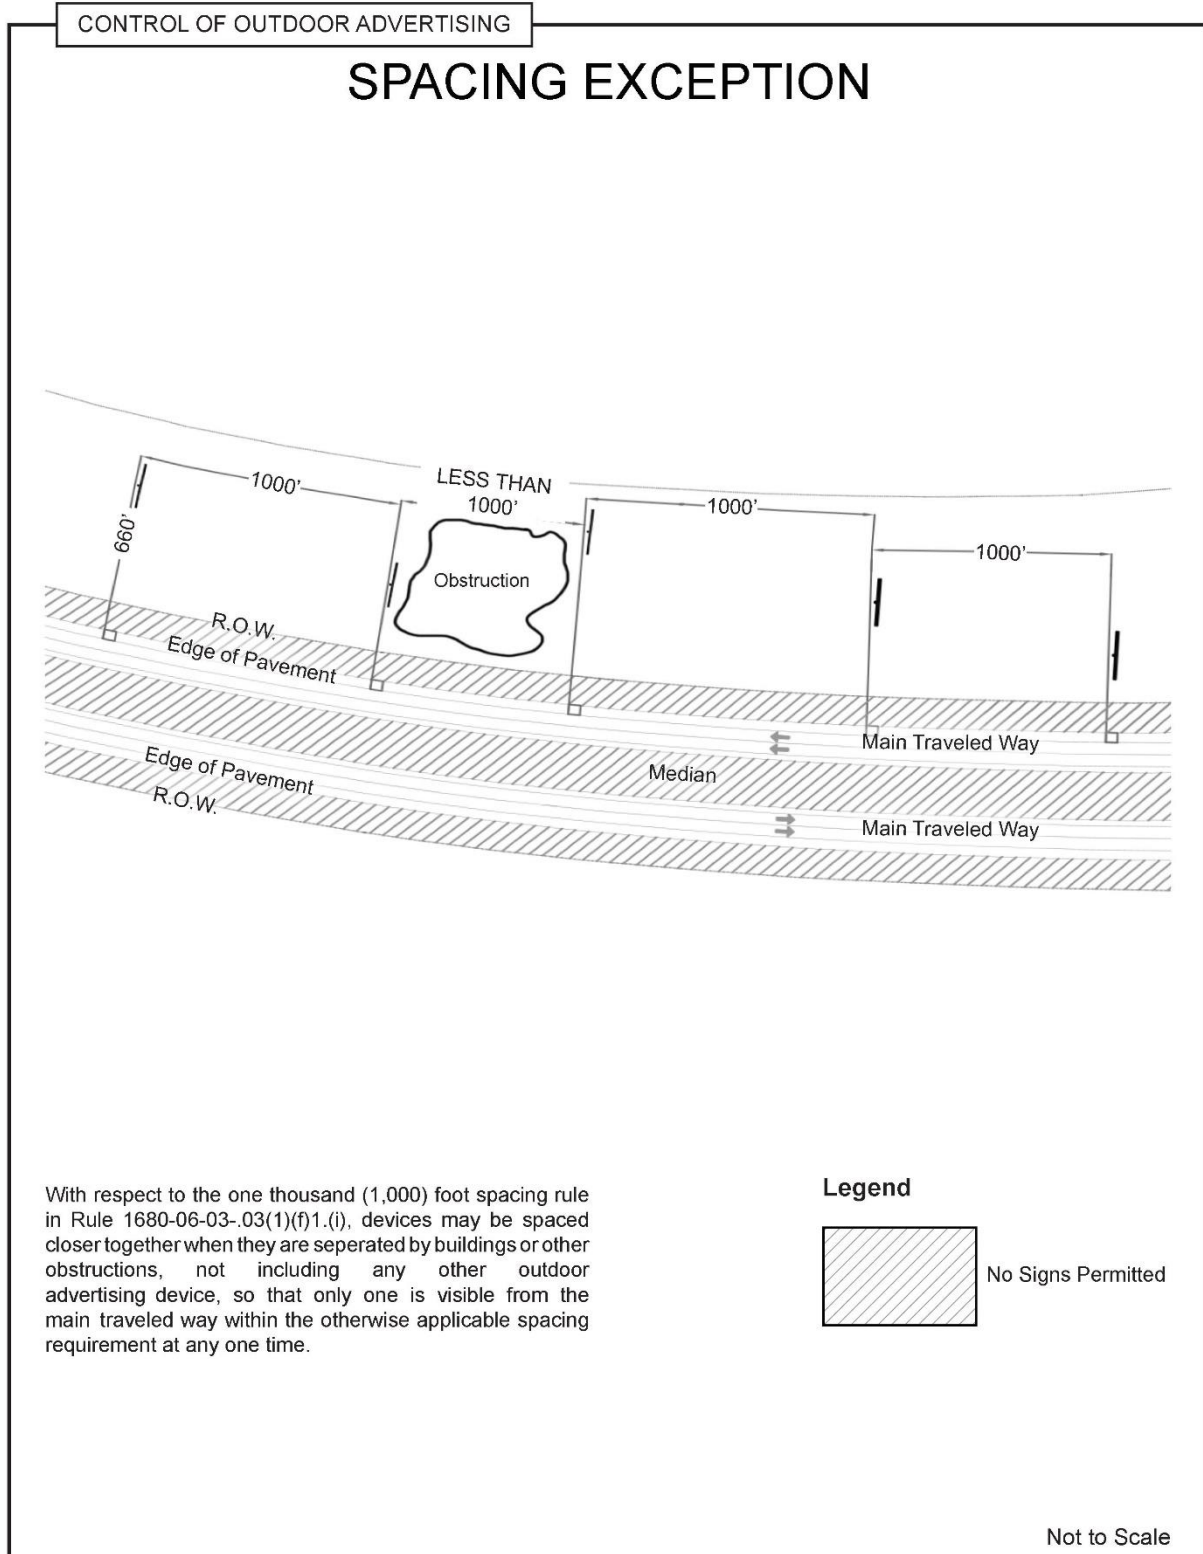 CONTROL OF OUTDOOR ADVERTISING
SPACING EXCEPTION
1000'
LESS THAN
1000'
1000'
1000'
660'
Obstruction
R.O.W.
Edge of Pavement
Main Traveled Way
Edge of Pavement
Median
R.O.W.
Main Traveled Way
With respect to the one thousand (1,000) foot spacing rule
in Rule 1680-06-03-.03(1)(f)1.(i), devices may be spaced
closer together when they are seperated by buildings or other
obstructions, not including any other outdoor
advertising device, so that only one is visible from the
main traveled way within the otherwise applicable spacing
requirement at any one time.
Legend
No Signs Permitted
Not to Scale